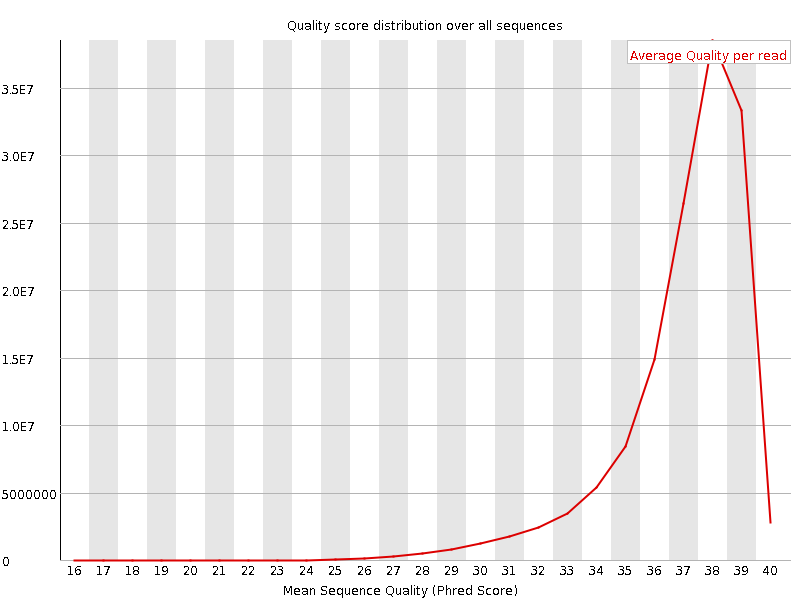 Quality score distribution over all sequences
Average Quality per read
3.5E7
3.0E7
2.5E7
2.0E7
1.5E7
1.0E7
5000000
0
16 17 18 19 20 21 22 23 24 25 26 27 28 29 30 31 32 33 34 35 36 37 38 39 40
Mean Sequence Quality (Phred Score)